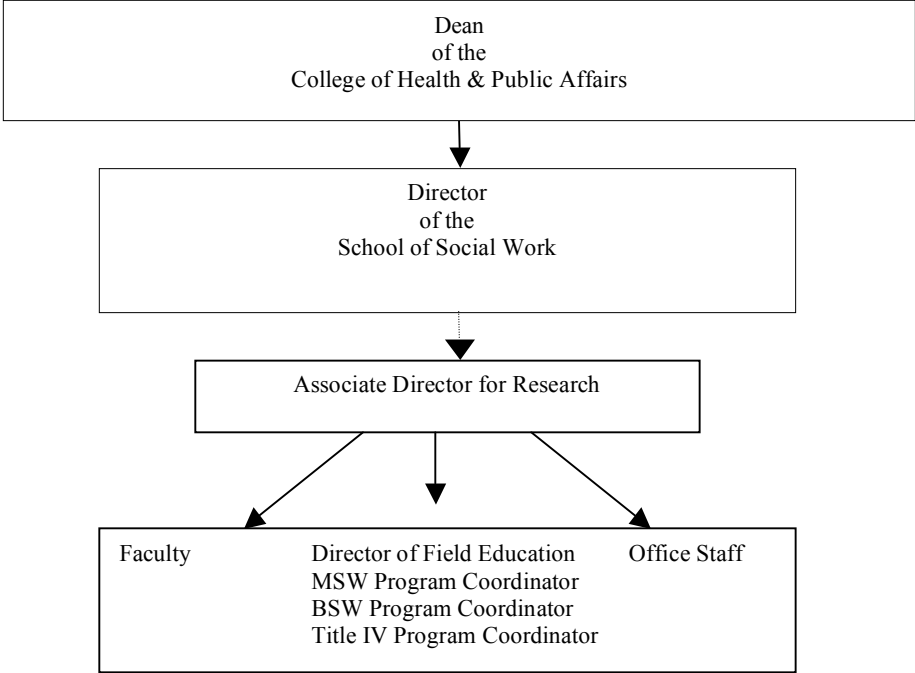 Dean
of the
College of Health & Public Affairs
Director
of the
School of Social Work
Associate Director for Research
Faculty
Director of Field Education
MSW Program Coordinator
BSW Program Coordinator
Title IV Program Coordinator
Office Staff